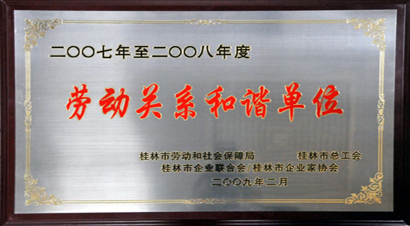 二〇〇七年至二〇〇八年度
劳动关系和谐单位
桂林市劳动和社会保障局 桂林市总工会
桂林市企业联合会/桂林市企业家协会
二〇〇九年二月